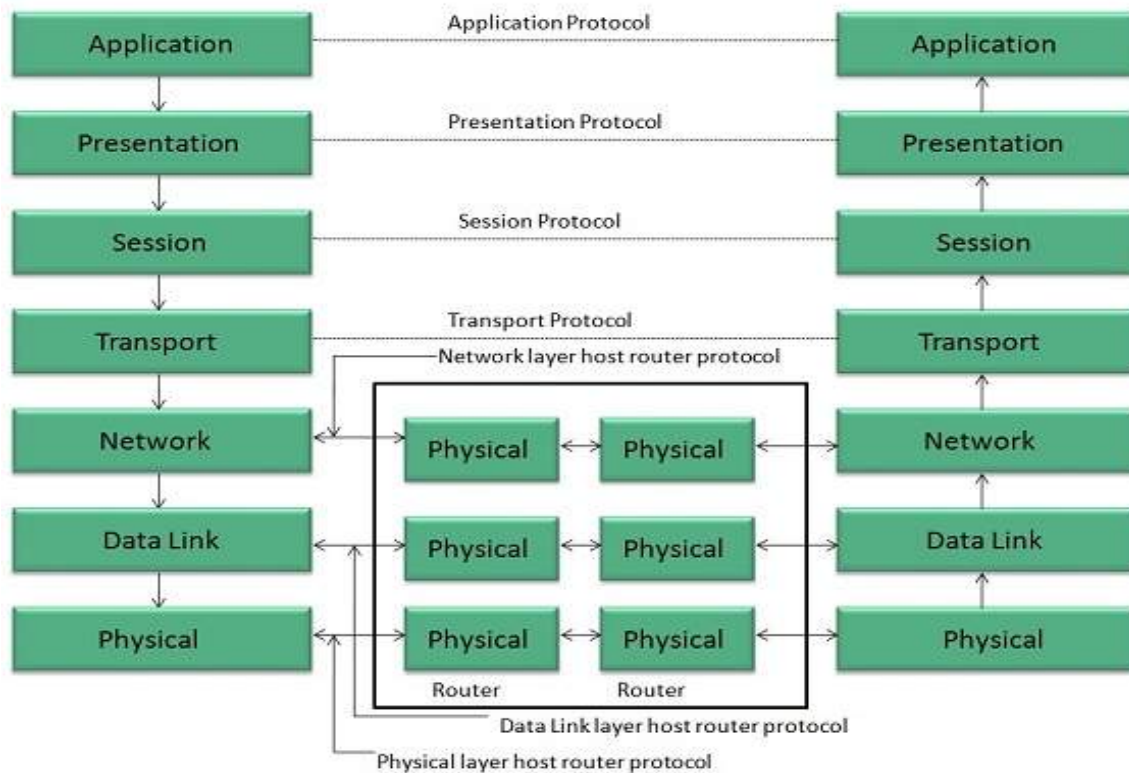 Application
Application Protocol
Application
Presentation
Presentation Protocol
Presentation
Session
Session Protocol
Session
Transport
Transport Protocol
Transport
Network layer host router protocol
Network
Physical
Physical
Network
Data Link
Physical
Physical
Data Link
Physical
Physical
Physical
Physical
Router
Router
Data Link layer host router protocol
Physical layer host router protocol